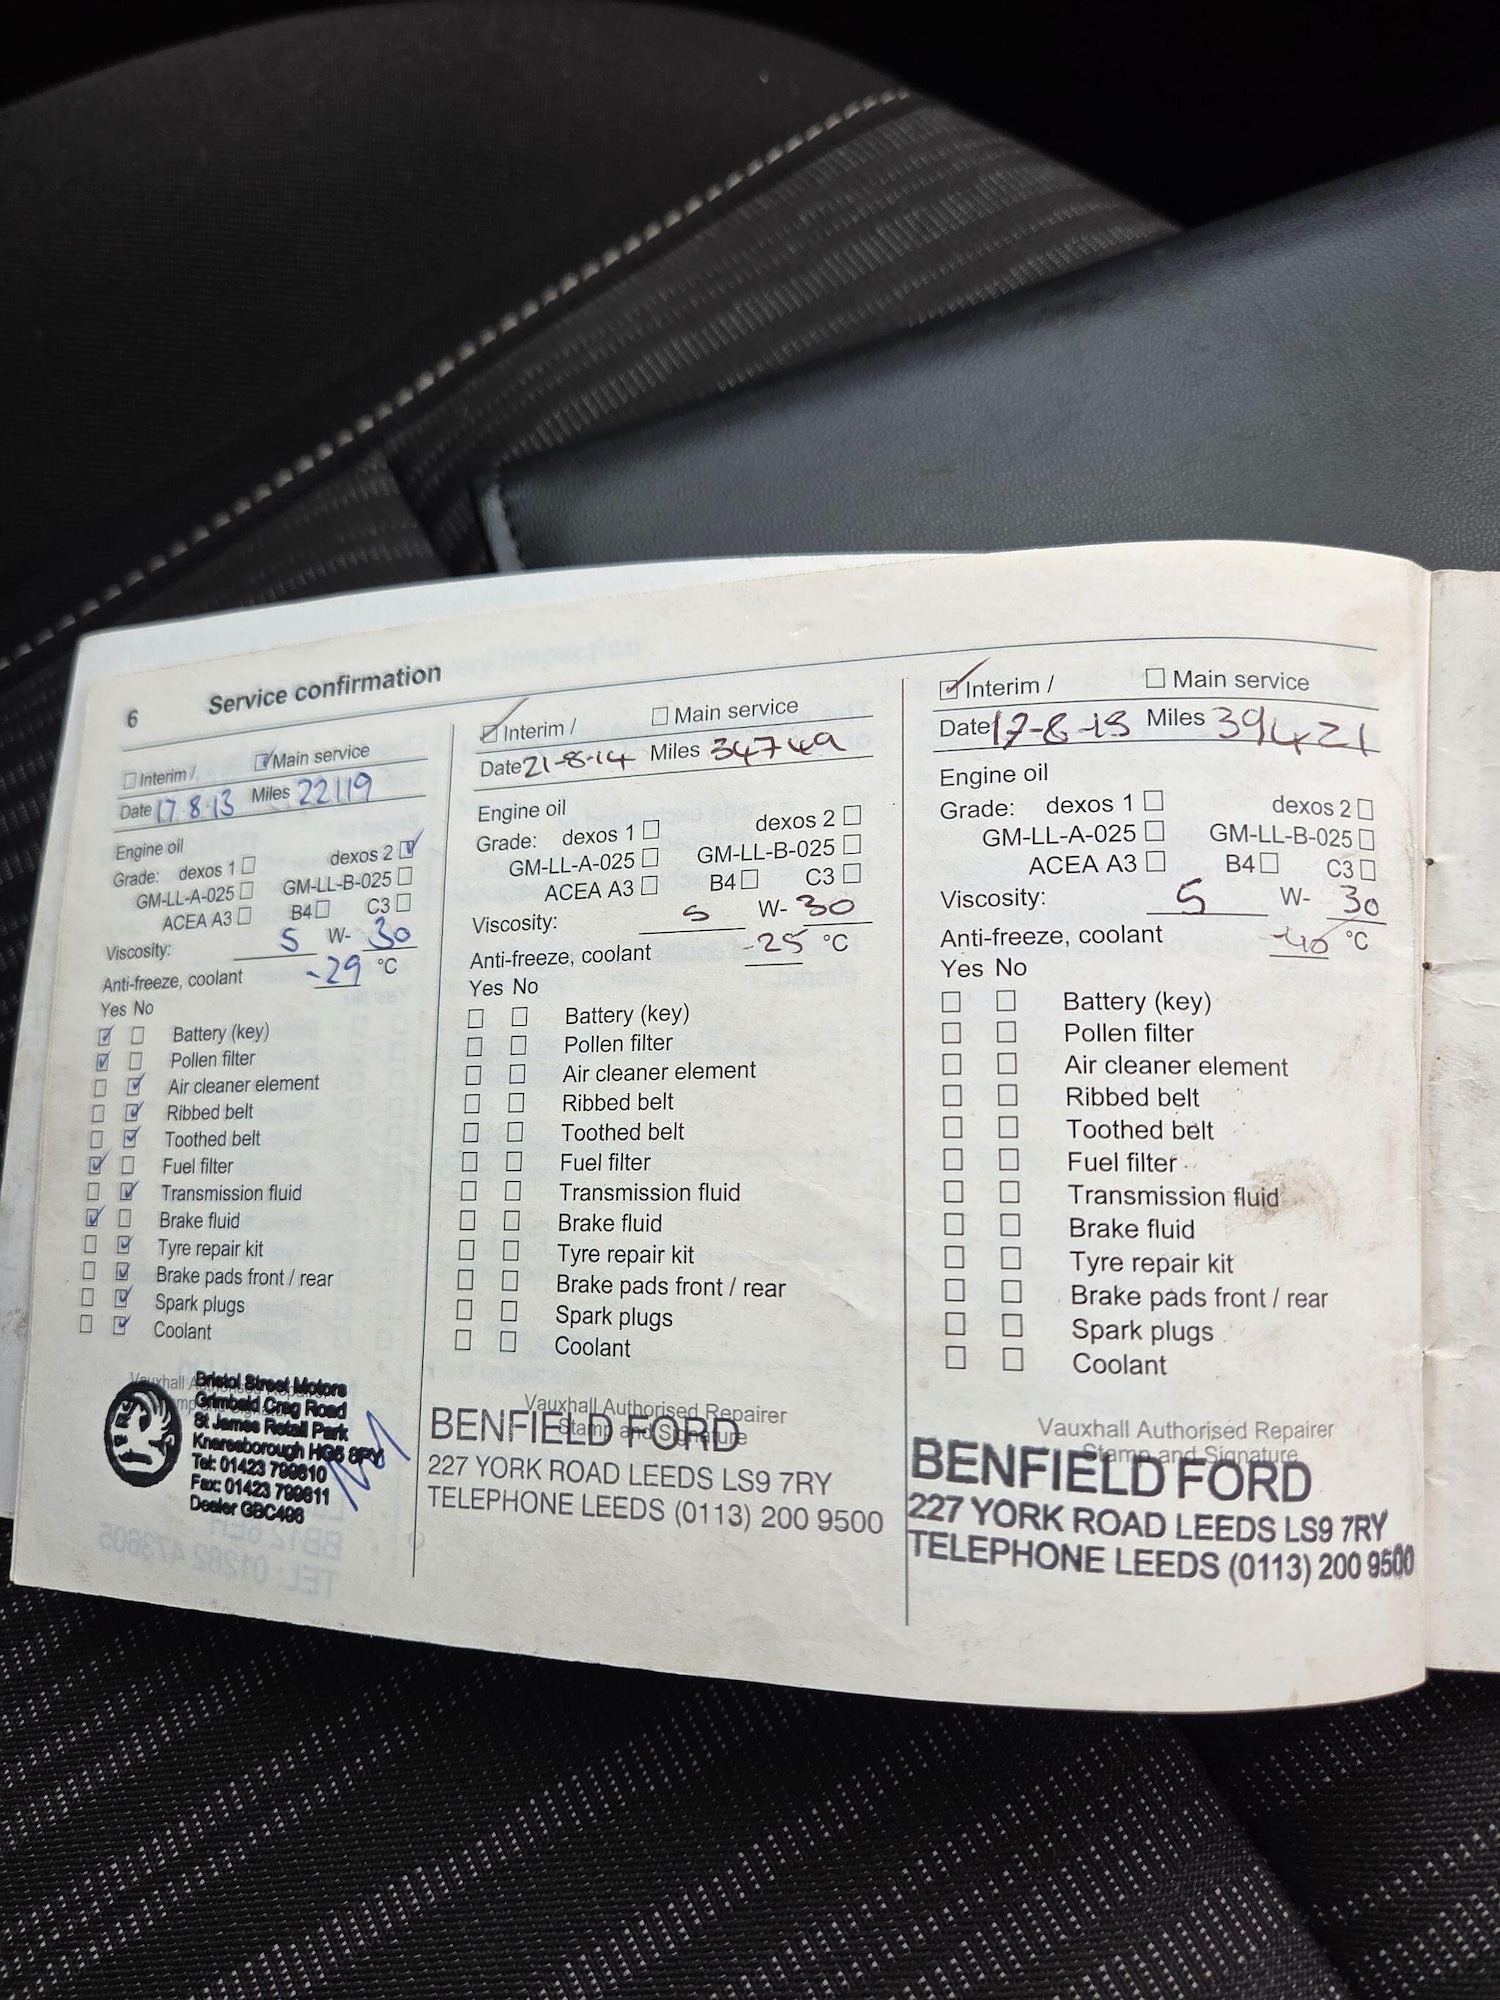 6 Service confirmation
Interim / Main service
Date 17.8.13 Miles 22119
Engine oil
Grade: dexos 1 dexos 2
GM-LL-A-025 GM-LL-B-025
ACEA A3 B4 C3
Viscosity: 5 W- 30
Anti-freeze, coolant -29 °C
Yes No
Battery (key)
Pollen filter
Air cleaner element
Ribbed belt
Toothed belt
Fuel filter
Transmission fluid
Brake fluid
Tyre repair kit
Brake pads front / rear
Spark plugs
Coolant
Bristol Street Motors
Grimbald Crag Road
St James Retail Park
Knaresborough HG5 8PY
Tel: 01423 799810
Fax: 01423 799811
Dealer GBC496
Interim / Main service
Date 21-8-14 Miles 34749
Engine oil
Grade: dexos 1 dexos 2
GM-LL-A-025 GM-LL-B-025
ACEA A3 B4 C3
Viscosity: 5 W- 30
Anti-freeze, coolant -25 °C
Yes No
Battery (key)
Pollen filter
Air cleaner element
Ribbed belt
Toothed belt
Fuel filter
Transmission fluid
Brake fluid
Tyre repair kit
Brake pads front / rear
Spark plugs
Coolant
Vauxhall Authorised Repairer
Stamp and Signature
BENFIELD FORD
227 YORK ROAD LEEDS LS9 7RY
TELEPHONE LEEDS (0113) 200 9500
Interim / Main service
Date 17-8-15 Miles 39421
Engine oil
Grade: dexos 1 dexos 2
GM-LL-A-025 GM-LL-B-025
ACEA A3 B4 C3
Viscosity: 5 W- 30
Anti-freeze, coolant -40 °C
Yes No
Battery (key)
Pollen filter
Air cleaner element
Ribbed belt
Toothed belt
Fuel filter
Transmission fluid
Brake fluid
Tyre repair kit
Brake pads front / rear
Spark plugs
Coolant
Vauxhall Authorised Repairer
Stamp and Signature
BENFIELD FORD
227 YORK ROAD LEEDS LS9 7RY
TELEPHONE LEEDS (0113) 200 9500